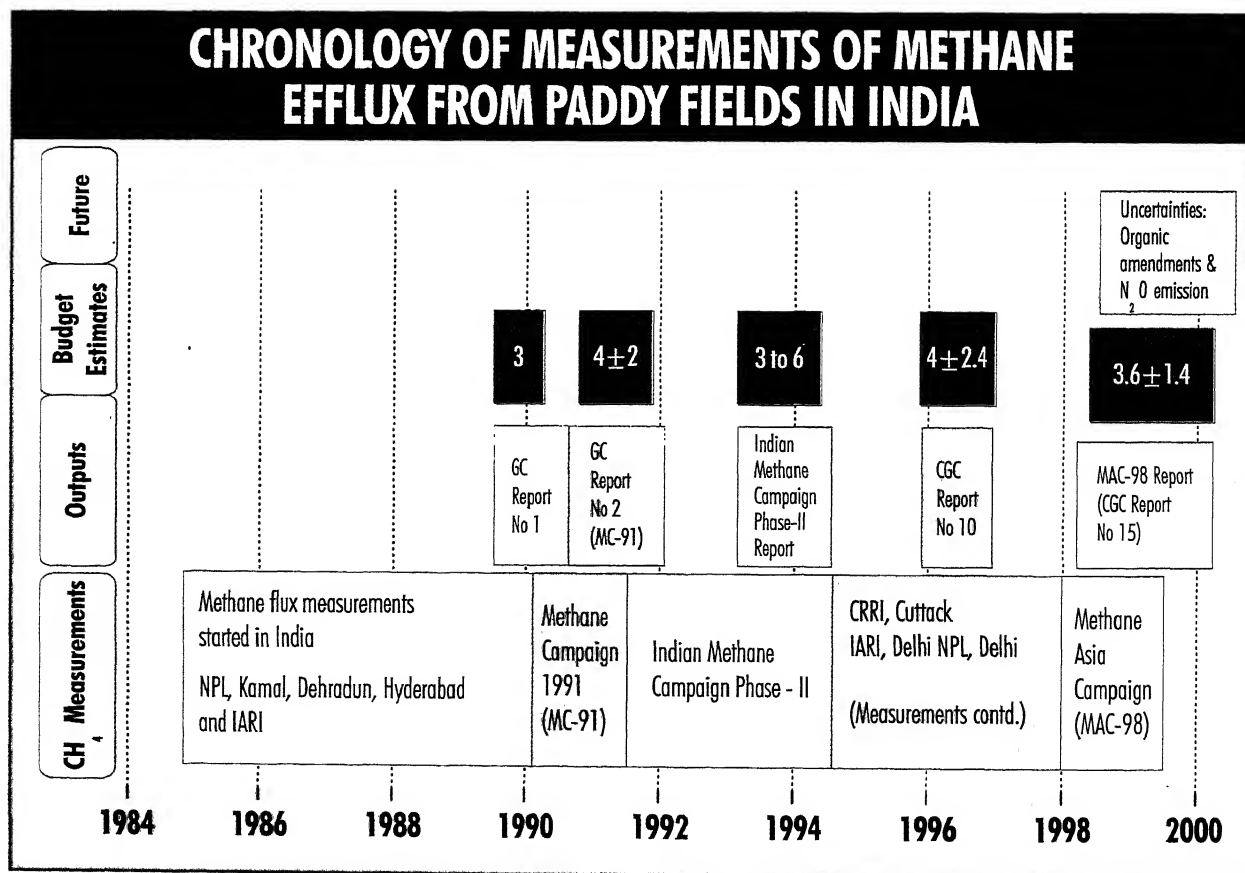 CHRONOLOGY OF MEASUREMENTS OF METHANE
EFFLUX FROM PADDY FIELDS IN INDIA
Future
Uncertainties:
Organic
amendments &
N2O emission
Budget
Estimates
3
4±2
3 to 6
4±2.4
3.6±1.4
Outputs
GC
Report
No 1
GC
Report
No 2
(MC-91)
Indian
Methane
Campaign
Phase-II
Report
CGC
Report
No 10
MAC-98 Report
(CGC Report
No 15)
CH4 Measurements
Methane flux measurements
started in India
NPL, Kamal, Dehradun, Hyderabad
and IARI
Methane
Campaign
1991
(MC-91)
Indian Methane
Campaign Phase - II
CRRI, Cuttack
IARI, Delhi NPL, Delhi
(Measurements contd.)
Methane
Asia
Campaign
(MAC-98)
1984 1986 1988 1990 1992 1994 1996 1998 2000